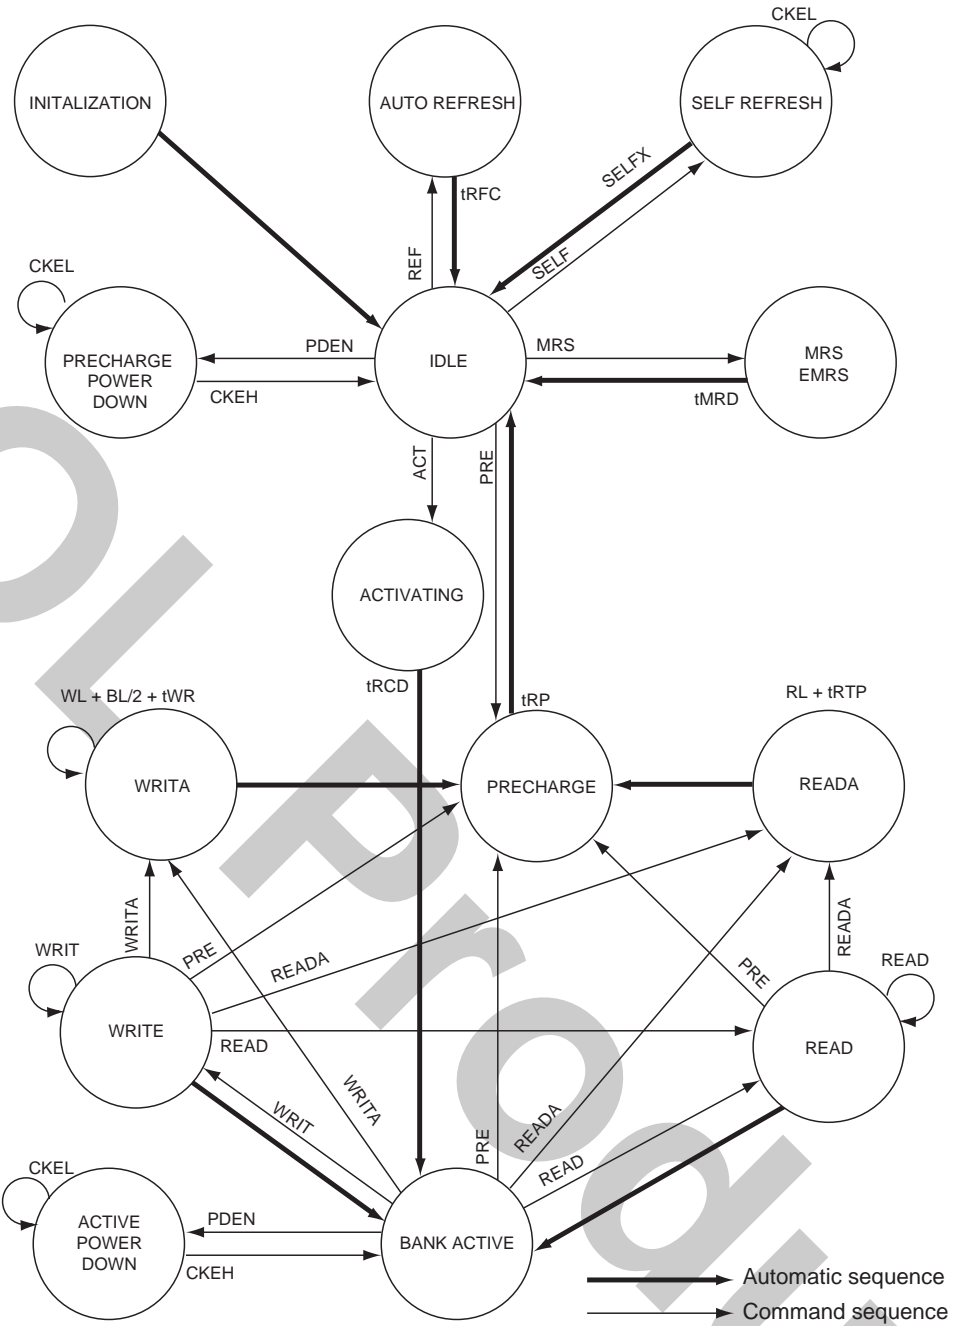 CKEL
INITALIZATION
AUTO REFRESH
SELF REFRESH
SELFX
tRFC
REF
SELF
CKEL
PDEN
MRS
PRECHARGE
POWER
DOWN
IDLE
MRS
EMRS
CKEH
tMRD
ACT
PRE
ACTIVATING
tRCD
WL + BL/2 + tWR
tRP
RL + tRTP
WRITA
PRECHARGE
READA
WRITA
PRE
READA
PRE
READA
WRIT
READ
WRITE
READ
READ
WRITA
WRIT
PRE
READA
READ
CKEL
ACTIVE
POWER
DOWN
PDEN
BANK ACTIVE
CKEH
Automatic sequence
Command sequence
OL Produ